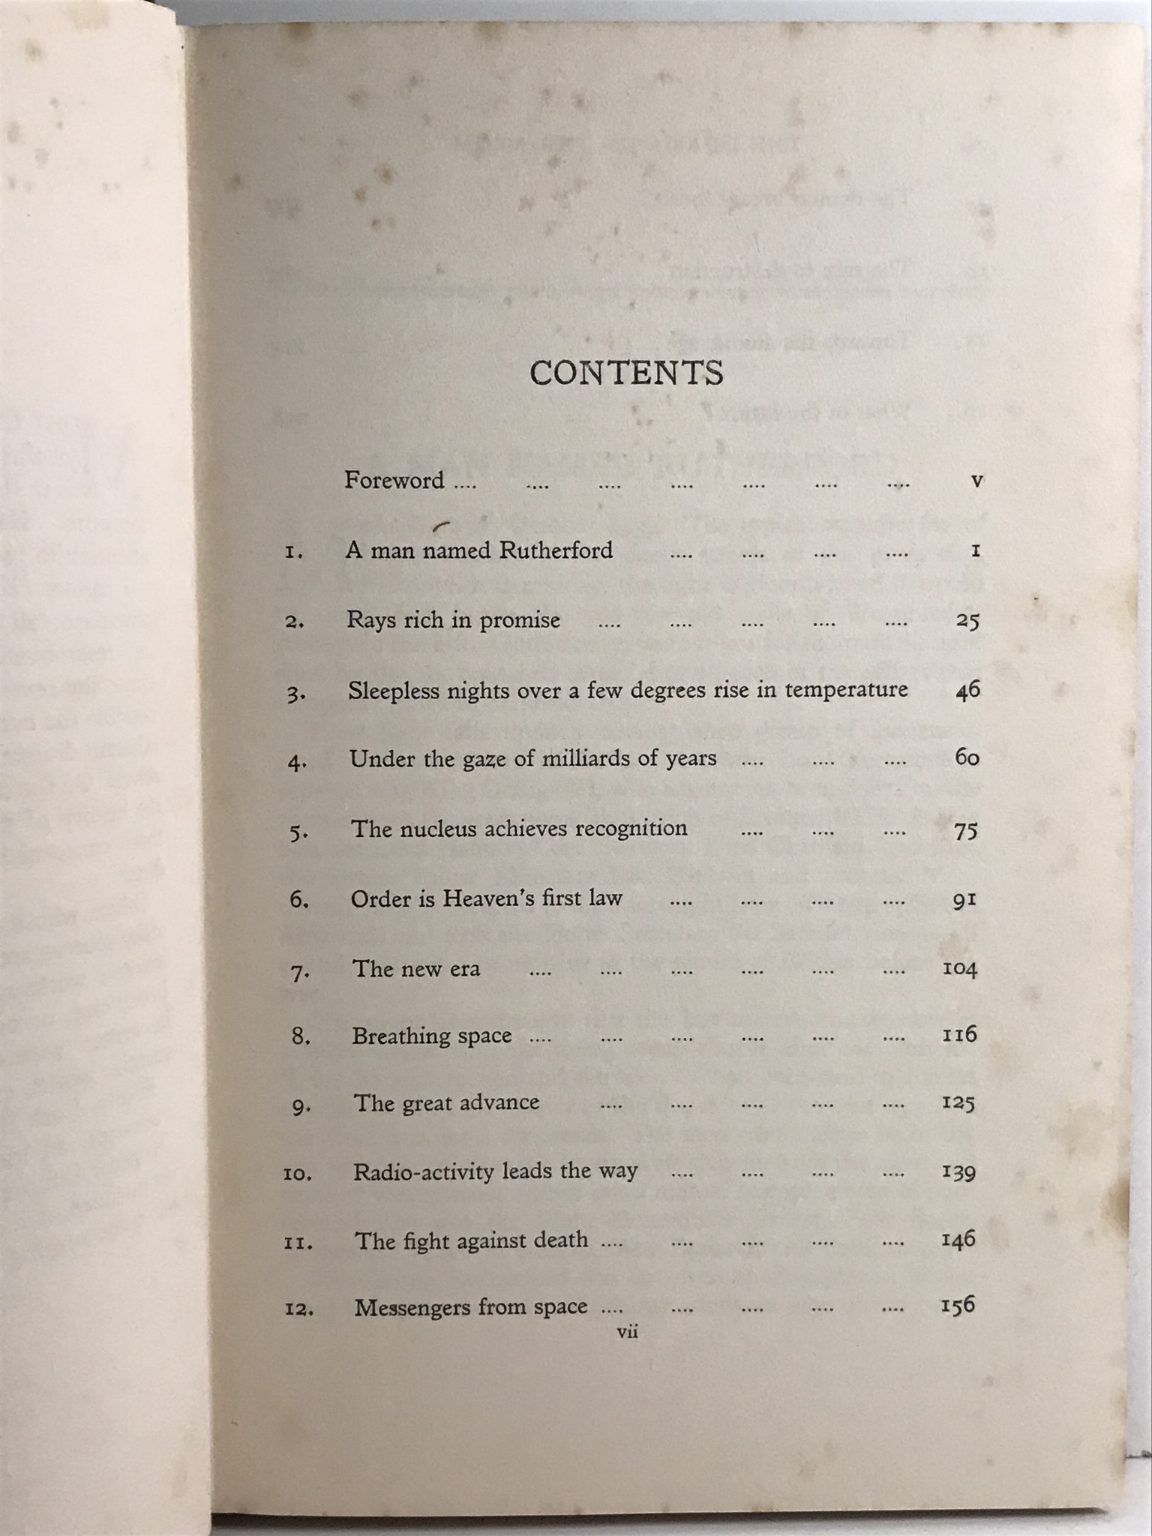 CONTENTS
Foreword .... .... .... .... .... .... .... v
1. A man named Rutherford .... .... .... .... 1
2. Rays rich in promise .... .... .... .... .... 25
3. Sleepless nights over a few degrees rise in temperature 46
4. Under the gaze of milliards of years .... .... .... 60
5. The nucleus achieves recognition .... .... .... 75
6. Order is Heaven's first law .... .... .... .... 91
7. The new era .... .... .... .... .... .... 104
8. Breathing space .... .... .... .... .... .... 116
9. The great advance .... .... .... .... .... 125
10. Radio-activity leads the way .... .... .... .... 139
11. The fight against death .... .... .... .... .... 146
12. Messengers from space .... .... .... .... .... 156
vii